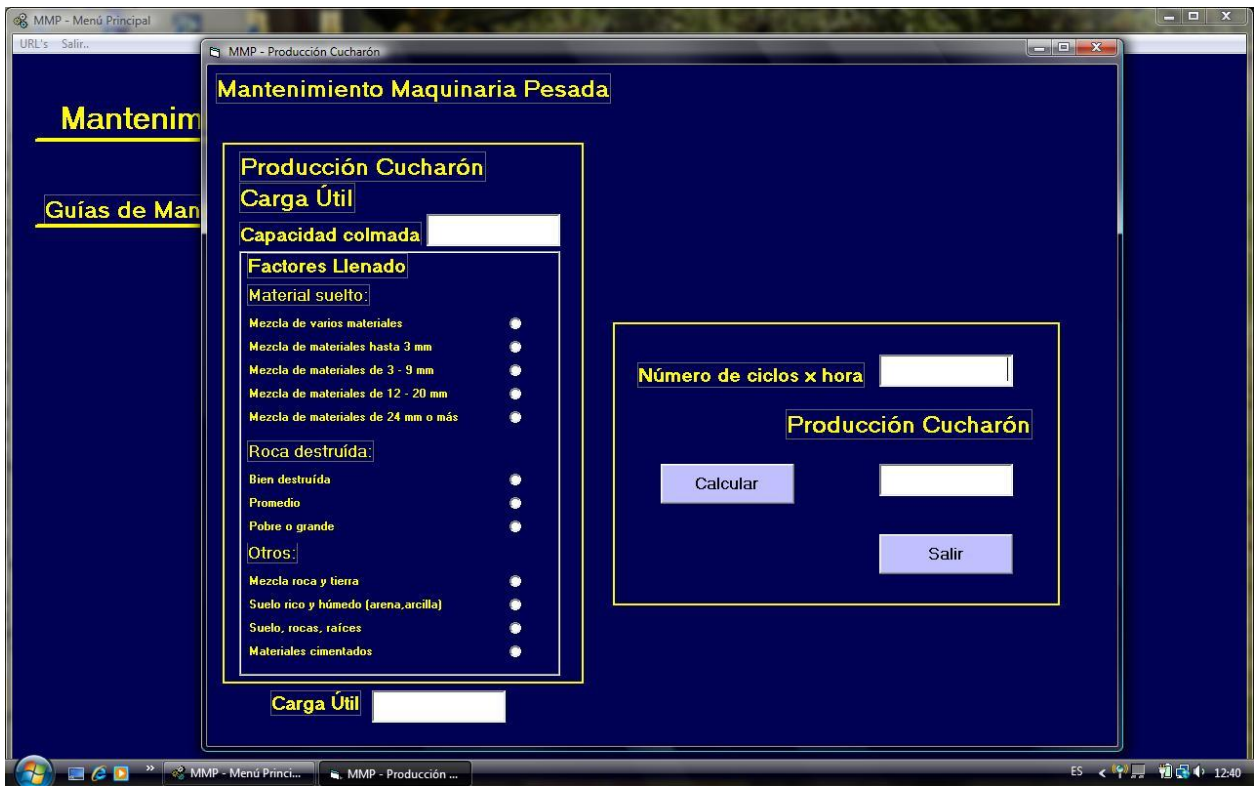 MMP - Menú Principal
URL's Salir..
MMP - Producción Cucharón
Mantenimiento Maquinaria Pesada
Mantenim
Guías de Man
Producción Cucharón
Carga Útil
Capacidad colmada
Factores Llenado
Material suelto:
Mezcla de varios materiales
Mezcla de materiales hasta 3 mm
Mezcla de materiales de 3 - 9 mm
Mezcla de materiales de 12 - 20 mm
Mezcla de materiales de 24 mm o más
Roca destruída:
Bien destruída
Promedio
Pobre o grande
Otros:
Mezcla roca y tierra
Suelo rico y húmedo (arena,arcilla)
Suelo, rocas, raíces
Materiales cimentados
Carga Útil
Número de ciclos x hora
Producción Cucharón
Calcular
Salir
MMP - Menú Princi...
MMP - Producción ...
ES
12:40